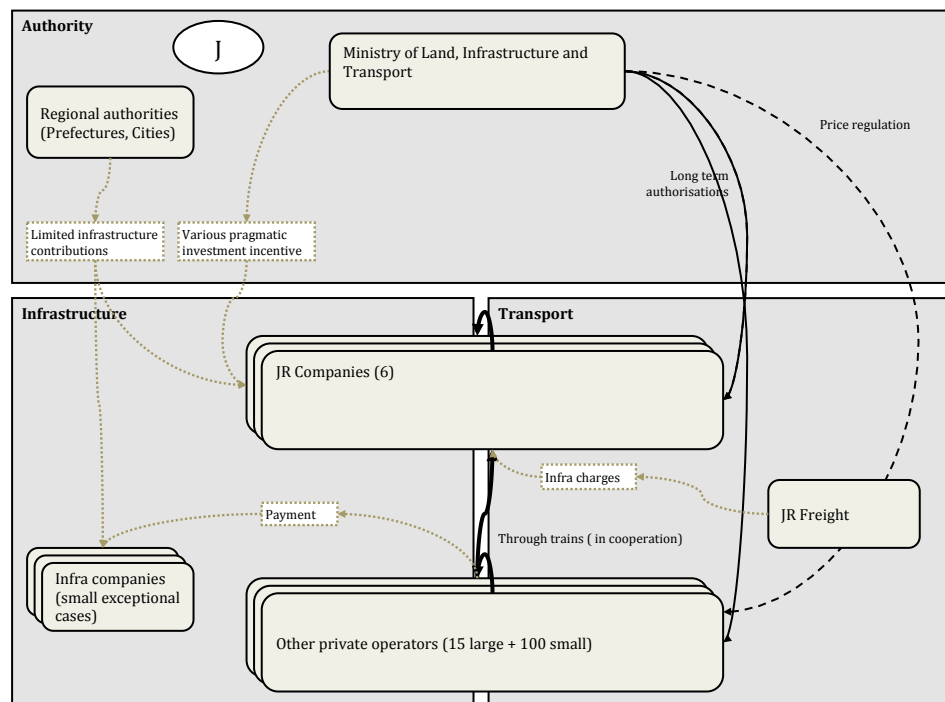 Authority
J
Ministry of Land, Infrastructure and
Transport
Regional authorities
(Prefectures, Cities)
Price regulation
Long term
authorisations
Limited infrastructure
contributions
Various pragmatic
investment incentive
Infrastructure
Transport
JR Companies (6)
Infra charges
JR Freight
Payment
Through trains ( in cooperation)
Infra companies
(small exceptional
cases)
Other private operators (15 large + 100 small)